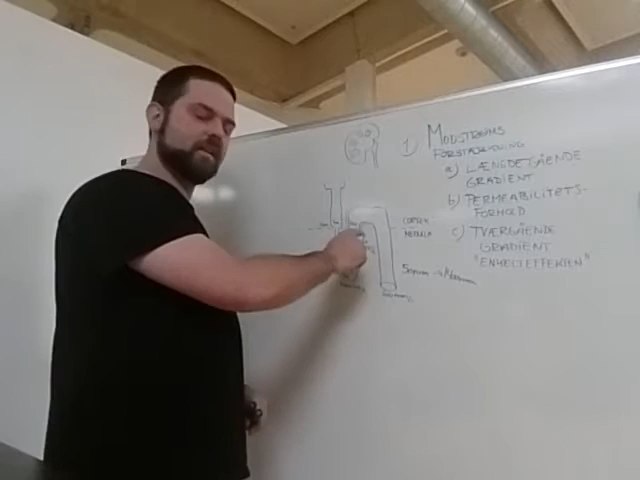 1) MODSTRØMS
FORSTÆRKNING
a) LÆNGDEGÅENDE
GRADIENT
b) PERMEABILITETS-
FORHOLD
c) TVÆRGÅENDE
GRADIENT
"ENKELTEFFEKTEN"
CORTEX
MEDULLA